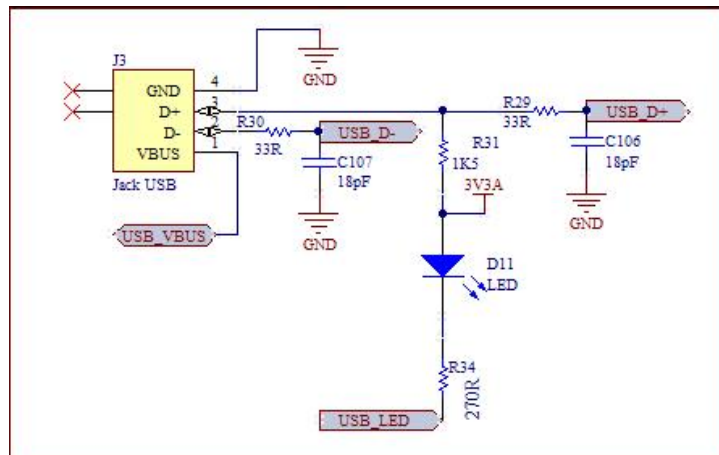 J3
GND
D+
D-
VBUS
4
3
2
1
Jack USB
USB_VBUS
GND
R30
33R
USB_D-
C107
18pF
GND
R29
33R
USB_D+
C106
18pF
GND
R31
1K5
3V3A
D11
LED
R34
270R
USB_LED